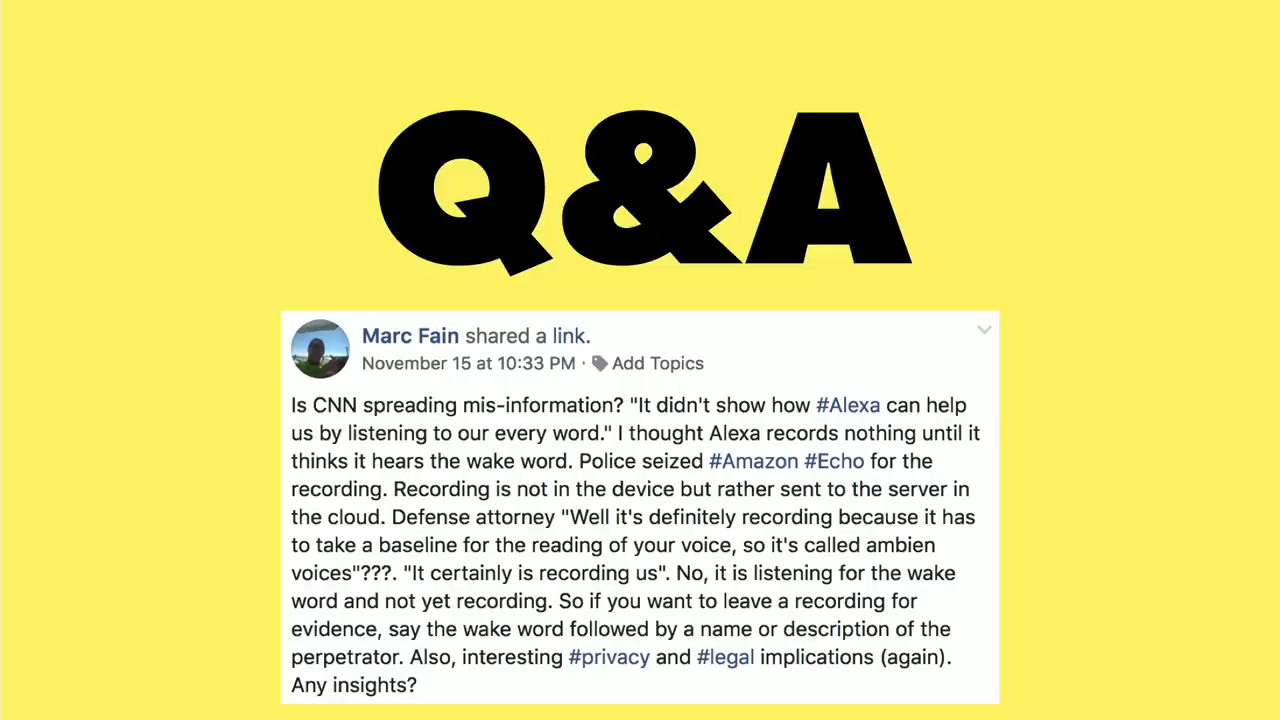 Q&A
Marc Fain shared a link.
November 15 at 10:33 PM · Add Topics
Is CNN spreading mis-information? "It didn't show how #Alexa can help
us by listening to our every word." I thought Alexa records nothing until it
thinks it hears the wake word. Police seized #Amazon #Echo for the
recording. Recording is not in the device but rather sent to the server in
the cloud. Defense attorney "Well it's definitely recording because it has
to take a baseline for the reading of your voice, so it's called ambien
voices"???. "It certainly is recording us". No, it is listening for the wake
word and not yet recording. So if you want to leave a recording for
evidence, say the wake word followed by a name or description of the
perpetrator. Also, interesting #privacy and #legal implications (again).
Any insights?